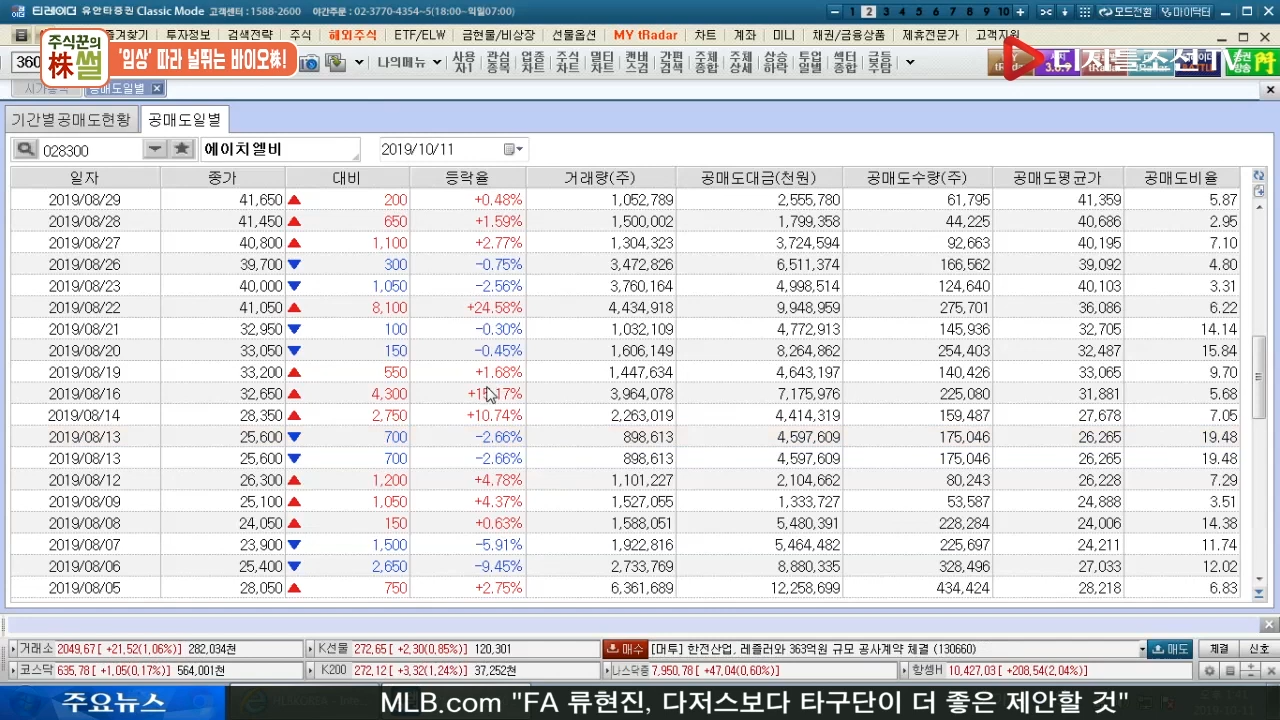 티레이더 유안타증권 Classic Mode 고객센터 : 1588-2600 야간주문 : 02-3770-4354~5(18:00~익일07:00)
1 2 3 4 5 6 7 8 9 10 모드전환 마이티닥
투자정보 검색전략 주식 해외주식 ETF/ELW 금현물/비상장 선물옵션 MY tRadar 차트 계좌 미니 채권/금융상품 제휴전문가 고객지원
주식꾼의 株썰
'임상' 따라 널뛰는 바이오株!
나의메뉴
디지틀조선TV
공매도일별
기간별공매도현황 공매도일별
028300 에이치엘비 2019/10/11
일자 종가 대비 등락율 거래량(주) 공매도대금(천원) 공매도수량(주) 공매도평균가 공매도비율
2019/08/29 41,650 ▲ 200 +0.48% 1,052,789 2,555,780 61,795 41,359 5.87
2019/08/28 41,450 ▲ 650 +1.59% 1,500,002 1,799,358 44,225 40,686 2.95
2019/08/27 40,800 ▲ 1,100 +2.77% 1,304,323 3,724,594 92,663 40,195 7.10
2019/08/26 39,700 ▼ 300 -0.75% 3,472,826 6,511,374 166,562 39,092 4.80
2019/08/23 40,000 ▼ 1,050 -2.56% 3,760,164 4,998,514 124,640 40,103 3.31
2019/08/22 41,050 ▲ 8,100 +24.58% 4,434,918 9,948,959 275,701 36,086 6.22
2019/08/21 32,950 ▼ 100 -0.30% 1,032,109 4,772,913 145,936 32,705 14.14
2019/08/20 33,050 ▼ 150 -0.45% 1,606,149 8,264,862 254,403 32,487 15.84
2019/08/19 33,200 ▲ 550 +1.68% 1,447,634 4,643,197 140,426 33,065 9.70
2019/08/16 32,650 ▲ 4,300 3,964,078 7,175,976 225,080 31,881 5.68
2019/08/14 28,350 ▲ 2,750 +10.74% 2,263,019 4,414,319 159,487 27,678 7.05
2019/08/13 25,600 ▼ 700 -2.66% 898,613 4,597,609 175,046 26,265 19.48
2019/08/13 25,600 ▼ 700 -2.66% 898,613 4,597,609 175,046 26,265 19.48
2019/08/12 26,300 ▲ 1,200 +4.78% 1,101,227 2,104,662 80,243 26,228 7.29
2019/08/09 25,100 ▲ 1,050 +4.37% 1,527,055 1,333,727 53,587 24,888 3.51
2019/08/08 24,050 ▲ 150 +0.63% 1,588,051 5,480,391 228,284 24,006 14.38
2019/08/07 23,900 ▼ 1,500 -5.91% 1,922,816 5,464,482 225,697 24,211 11.74
2019/08/06 25,400 ▼ 2,650 -9.45% 2,733,769 8,880,335 328,496 27,033 12.02
2019/08/05 28,050 ▲ 750 +2.75% 6,361,689 12,258,699 434,424 28,218 6.83
거래소 2049,67 [ +21,52(1,06%) ] 282,034천 K선물 272,65 [ +2,30(0,85%) ] 120,301 매수 [머투] 한전산업, 레플러와 363억원 규모 공사계약 체결 (130660) 매도 체결 신호
코스닥 635,78 [ +1,05(0,17%) ] 564,001천 K200 272,12 [ +3,32(1,24%) ] 37,252천 나스닥종 7,950,78 [ +47,04(0,60%) ] 항셍H 10,427,03 [ +208,54(2,04%) ]
주요뉴스 MLB.com "FA 류현진, 다저스보다 타구단이 더 좋은 제안할 것"